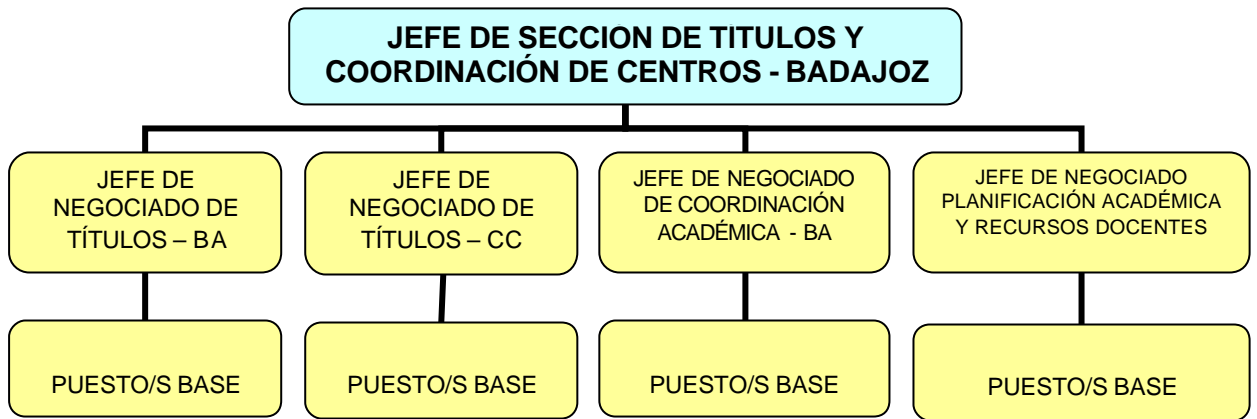 JEFE DE SECCION DE TÍTULOS Y
COORDINACIÓN DE CENTROS - BADAJOZ
JEFE DE
NEGOCIADO DE
TÍTULOS – BA
JEFE DE
NEGOCIADO DE
TÍTULOS – CC
JEFE DE NEGOCIADO
DE COORDINACIÓN
ACADÉMICA - BA
JEFE DE NEGOCIADO
PLANIFICACIÓN ACADÉMICA
Y RECURSOS DOCENTES
PUESTO/S BASE
PUESTO/S BASE
PUESTO/S BASE
PUESTO/S BASE